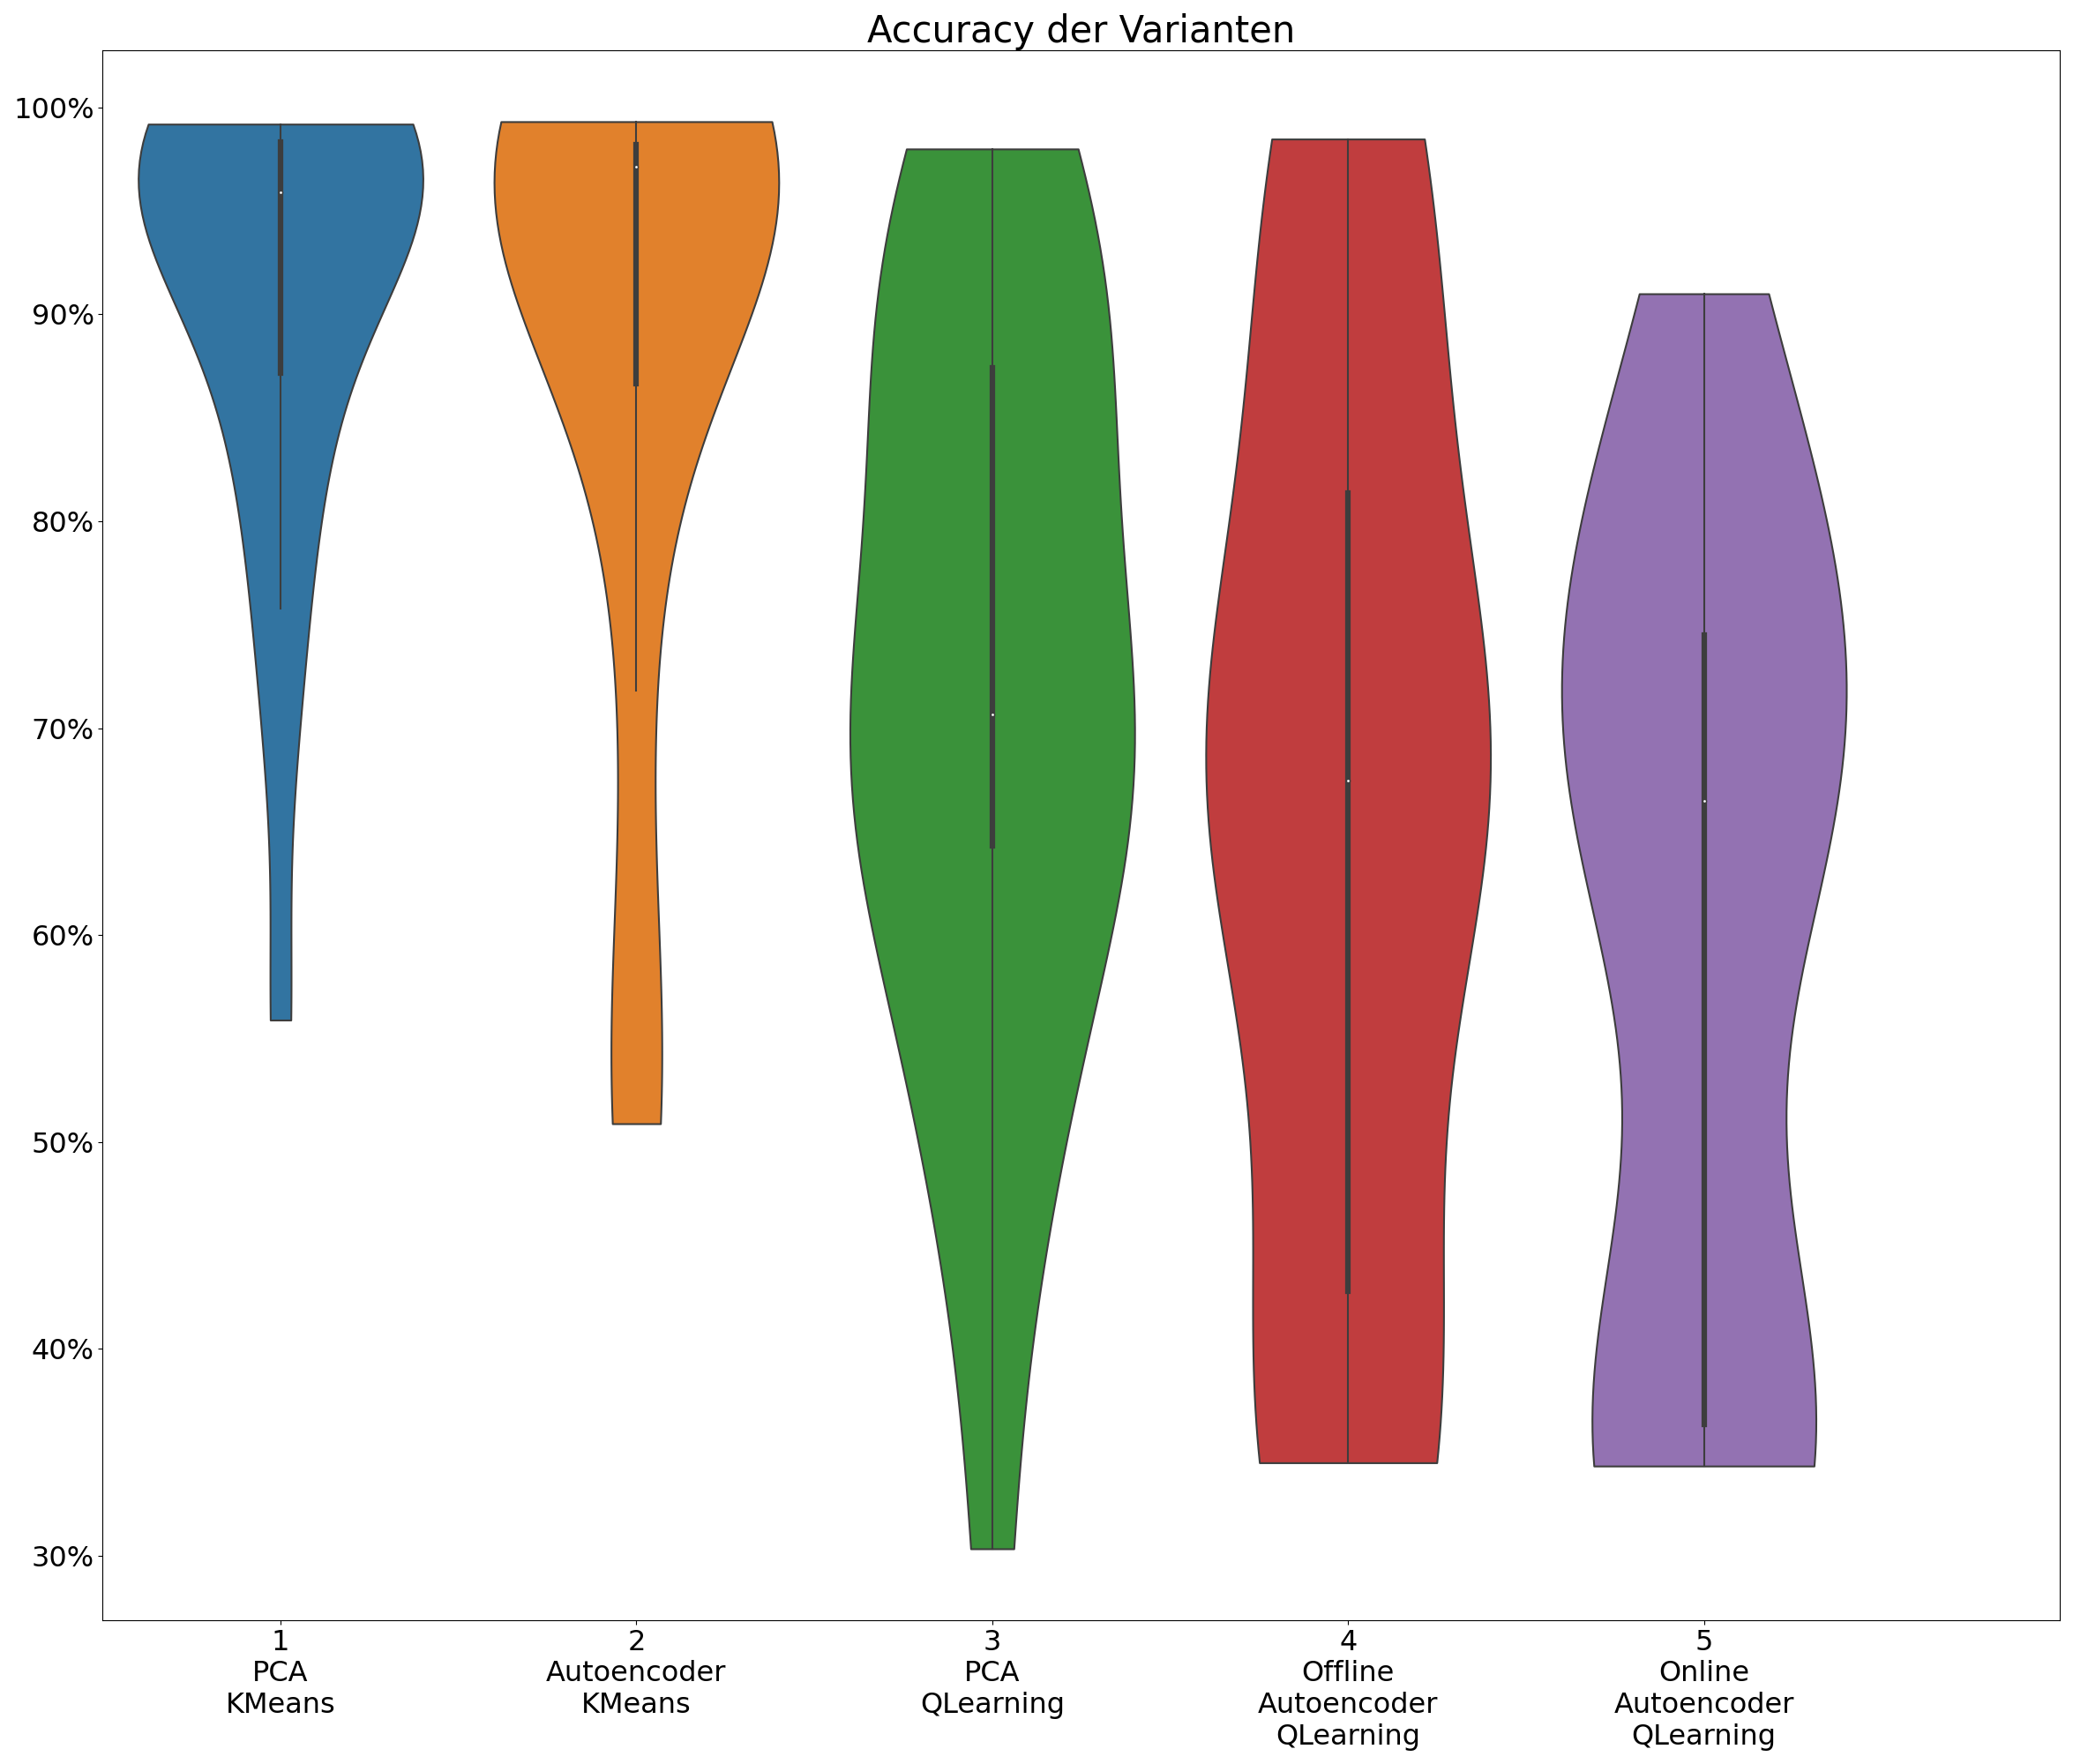 Accuracy der Varianten
100%
90%
80%
70%
60%
50%
40%
30%
1
PCA
KMeans
2
Autoencoder
KMeans
3
PCA
QLearning
4
Offline
Autoencoder
QLearning
5
Online
Autoencoder
QLearning